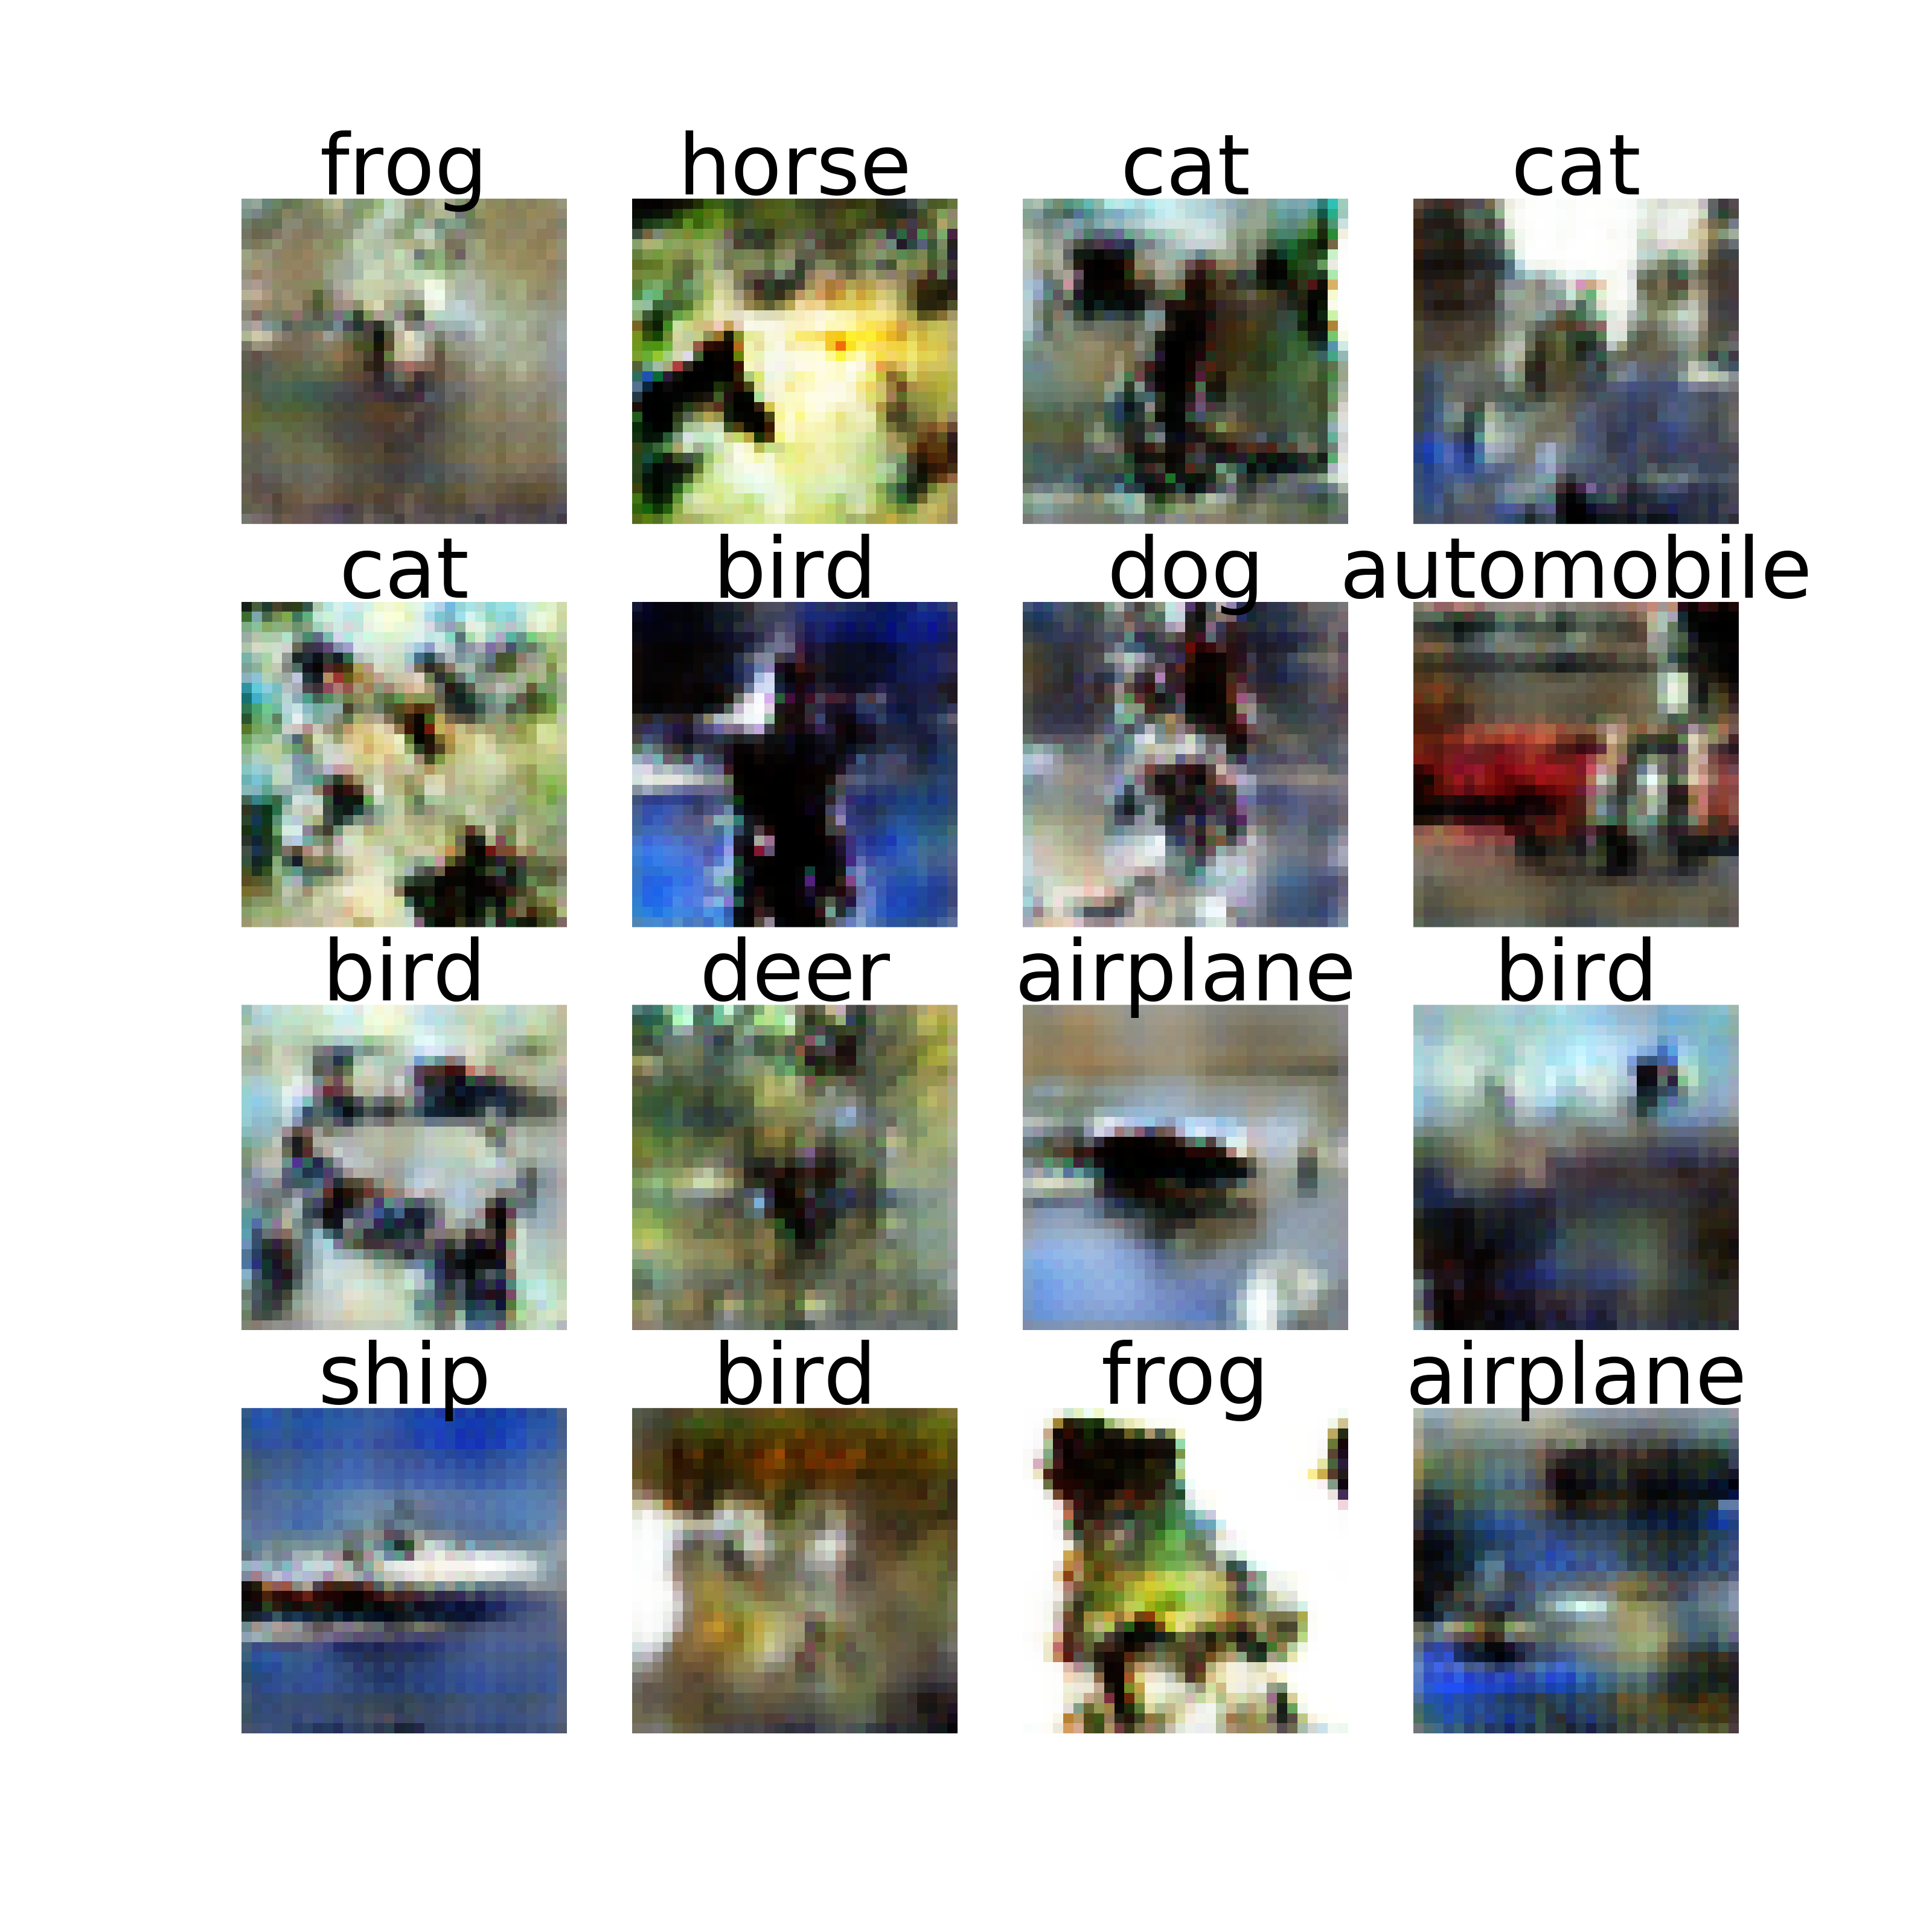 frog horse cat cat
cat bird dog automobile
bird deer airplane bird
ship bird frog airplane